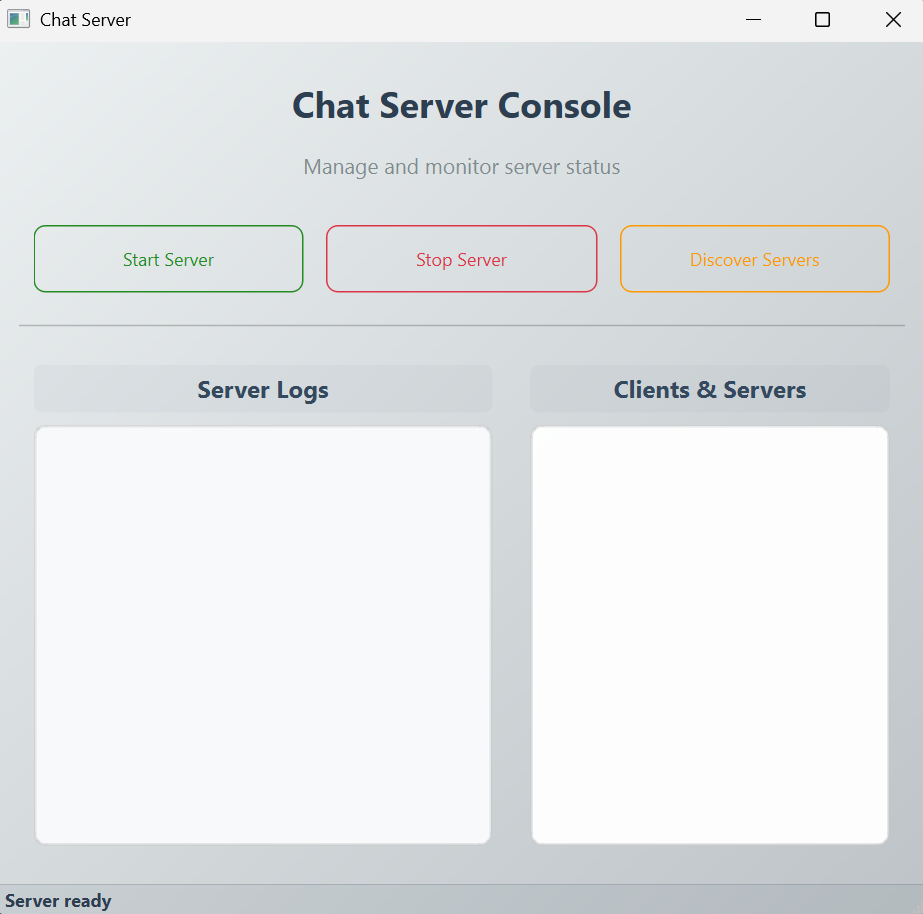 Chat Server
Chat Server Console
Manage and monitor server status
Start Server
Stop Server
Discover Servers
Server Logs
Clients & Servers
Server ready